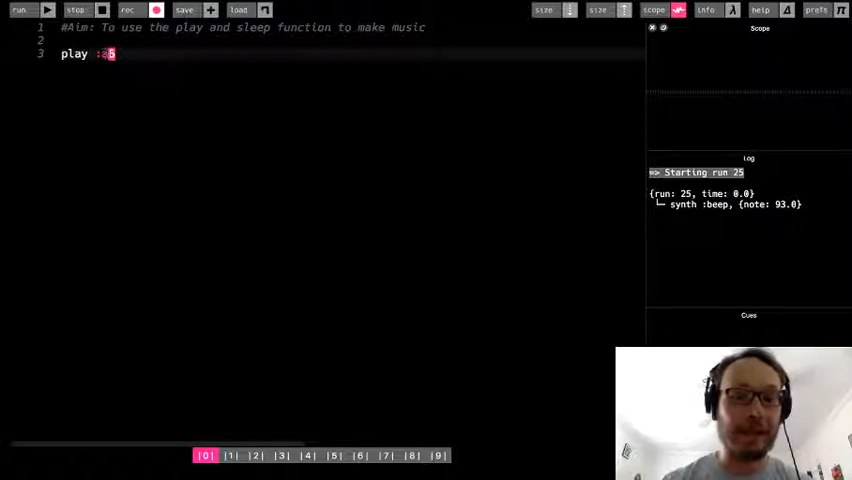 run stop rec save + load size size scope info λ help prefs π
1 #Aim: To use the play and sleep function to make music
2
3 play :a6
Scope
Log
=> Starting run 25
{run: 25, time: 0.0}
└─ synth :beep, {note: 93.0}
Cues
|0| |1| |2| |3| |4| |5| |6| |7| |8| |9|